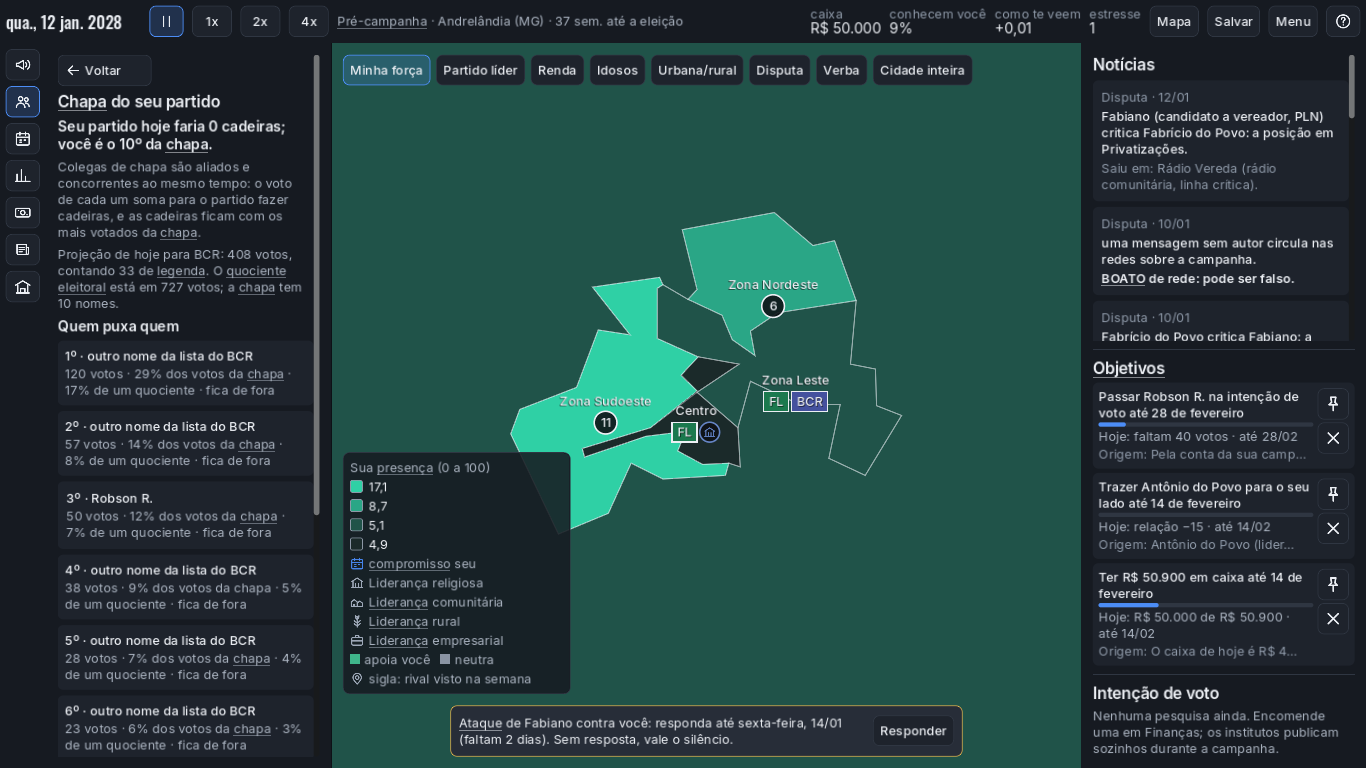 qua., 12 jan. 2028
1x
2x
4x
Pré-campanha · Andrelândia (MG) · 37 sem. até a eleição
caixa
R$ 50.000
conhecem você
9%
como te veem
+0,01
estresse
1
Mapa
Salvar
Menu
Voltar
Chapa do seu partido
Seu partido hoje faria 0 cadeiras;
você é o 10º da chapa.
Colegas de chapa são aliados e
concorrentes ao mesmo tempo: o voto
de cada um soma para o partido fazer
cadeiras, e as cadeiras ficam com os
mais votados da chapa.
Projeção de hoje para BCR: 408 votos,
contando 33 de legenda. O quociente
eleitoral está em 727 votos; a chapa tem
10 nomes.
Quem puxa quem
1º · outro nome da lista do BCR
120 votos · 29% dos votos da chapa ·
17% de um quociente · fica de fora
2º · outro nome da lista do BCR
57 votos · 14% dos votos da chapa ·
8% de um quociente · fica de fora
3º · Robson R.
50 votos · 12% dos votos da chapa ·
7% de um quociente · fica de fora
4º · outro nome da lista do BCR
38 votos · 9% dos votos da chapa · 5%
de um quociente · fica de fora
5º · outro nome da lista do BCR
28 votos · 7% dos votos da chapa · 4%
de um quociente · fica de fora
6º · outro nome da lista do BCR
23 votos · 6% dos votos da chapa · 3%
de um quociente · fica de fora
Minha força
Partido líder
Renda
Idosos
Urbana/rural
Disputa
Verba
Cidade inteira
Zona Nordeste
6
Zona Leste
FL
BCR
Zona Sudoeste
11
Centro
FL
Sua presença (0 a 100)
17,1
8,7
5,1
4,9
compromisso seu
Liderança religiosa
Liderança comunitária
Liderança rural
Liderança empresarial
apoia você
neutra
sigla: rival visto na semana
Ataque de Fabiano contra você: responda até sexta-feira, 14/01
(faltam 2 dias). Sem resposta, vale o silêncio.
Responder
Notícias
Disputa · 12/01
Fabiano (candidato a vereador, PLN)
critica Fabrício do Povo: a posição em
Privatizações.
Saiu em: Rádio Vereda (rádio
comunitária, linha crítica).
Disputa · 10/01
uma mensagem sem autor circula nas
redes sobre a campanha.
BOATO de rede: pode ser falso.
Disputa · 10/01
Fabrício do Povo critica Fabiano: a
Objetivos
Passar Robson R. na intenção de
voto até 28 de fevereiro
Hoje: faltam 40 votos · até 28/02
Origem: Pela conta da sua camp...
Trazer Antônio do Povo para o seu
lado até 14 de fevereiro
Hoje: relação −15 · até 14/02
Origem: Antônio do Povo (lider...
Ter R$ 50.900 em caixa até 14 de
fevereiro
Hoje: R$ 50.000 de R$ 50.900 ·
até 14/02
Origem: O caixa de hoje é R$ 4...
Intenção de voto
Nenhuma pesquisa ainda. Encomende
uma em Finanças; os institutos publicam
sozinhos durante a campanha.